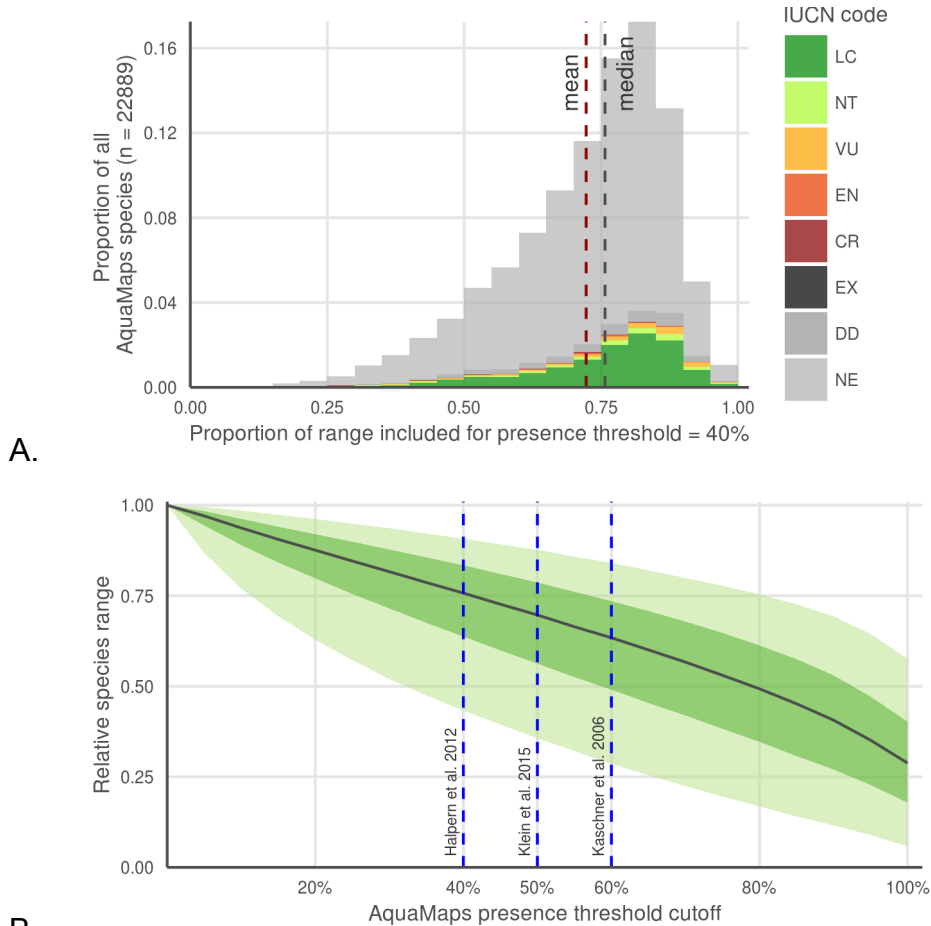 IUCN code
LC
NT
VU
EN
CR
EX
DD
NE
Proportion of all
AquaMaps species (n = 22889)
0.16
0.12
0.08
0.04
0.00
mean
median
0.00 0.25 0.50 0.75 1.00
Proportion of range included for presence threshold = 40%
A.
Relative species range
1.00
0.75
0.50
0.25
0.00
Halpern et al. 2012
Klein et al. 2015
Kaschner et al. 2006
20% 40% 50% 60% 80% 100%
AquaMaps presence threshold cutoff